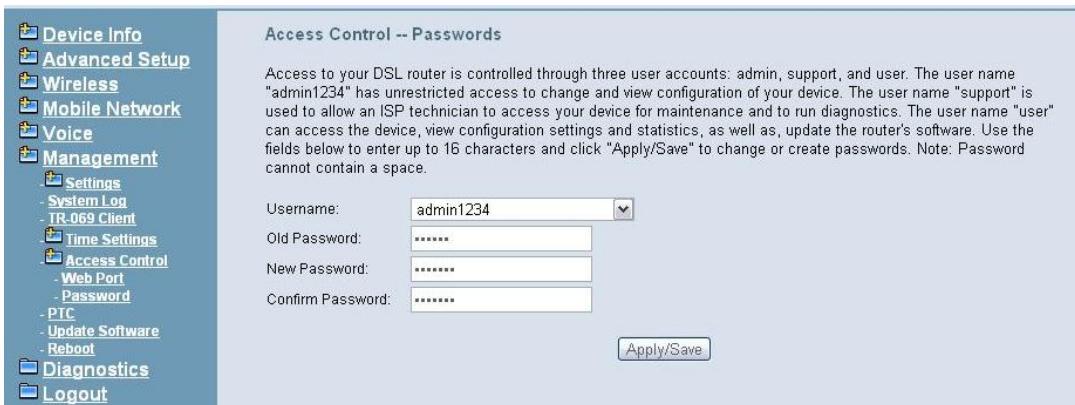 Device Info
Advanced Setup
Wireless
Mobile Network
Voice
Management
Settings
- System Log
- TR-069 Client
Time Settings
Access Control
- Web Port
- Password
- PTC
- Update Software
- Reboot
Diagnostics
Logout
Access Control -- Passwords
Access to your DSL router is controlled through three user accounts: admin, support, and user. The user name
"admin1234" has unrestricted access to change and view configuration of your device. The user name "support" is
used to allow an ISP technician to access your device for maintenance and to run diagnostics. The user name "user"
can access the device, view configuration settings and statistics, as well as, update the router's software. Use the
fields below to enter up to 16 characters and click "Apply/Save" to change or create passwords. Note: Password
cannot contain a space.
Username: admin1234
Old Password: ••••••
New Password: •••••••
Confirm Password: •••••••
Apply/Save